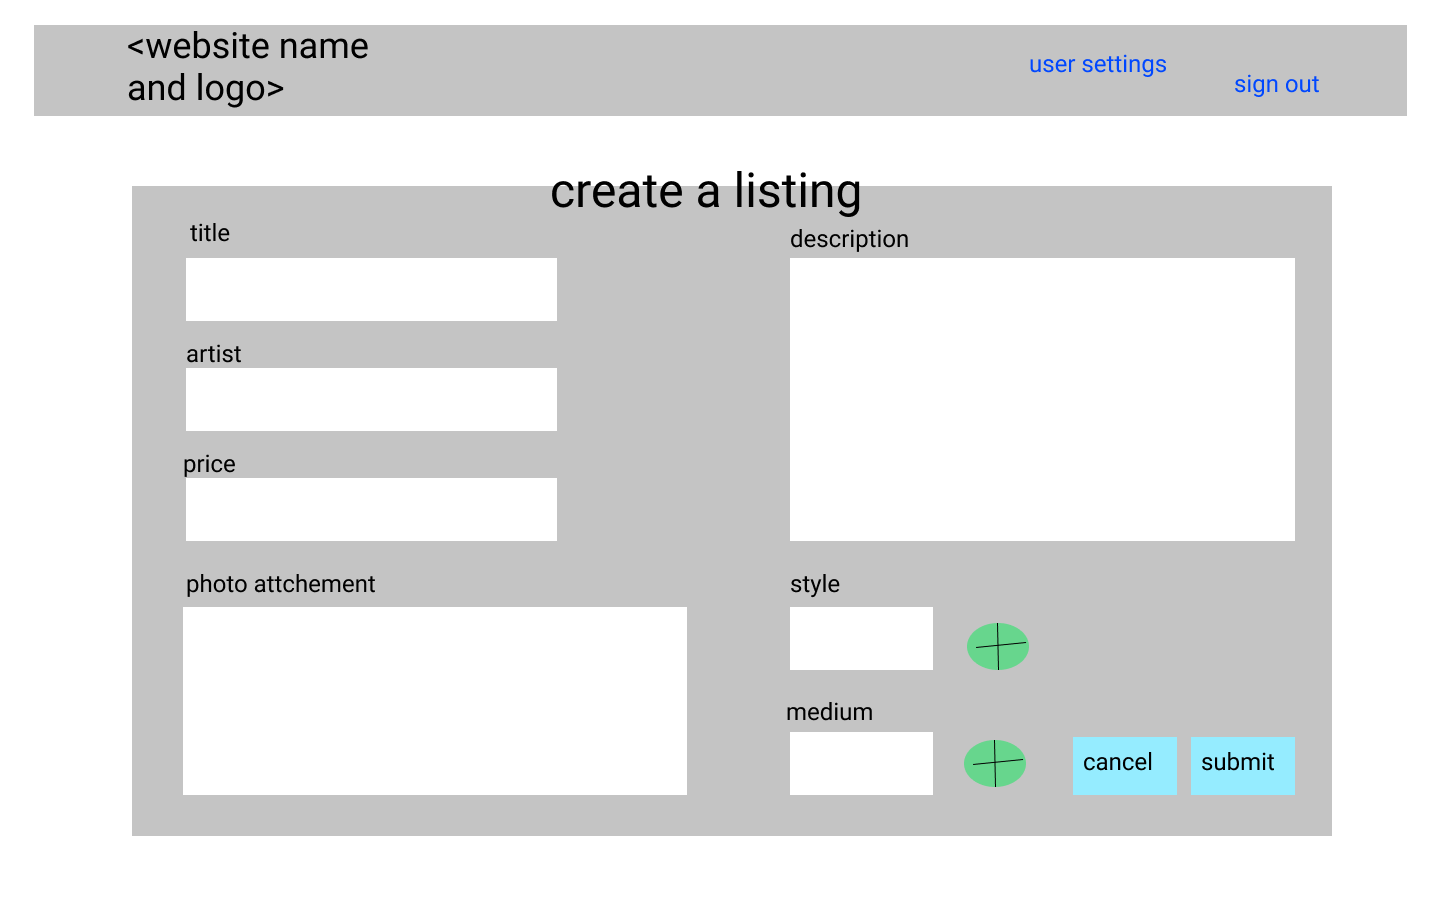 <website name
and logo>
user settings
sign out
create a listing
title
description
artist
price
photo attchement
style
medium
cancel
submit